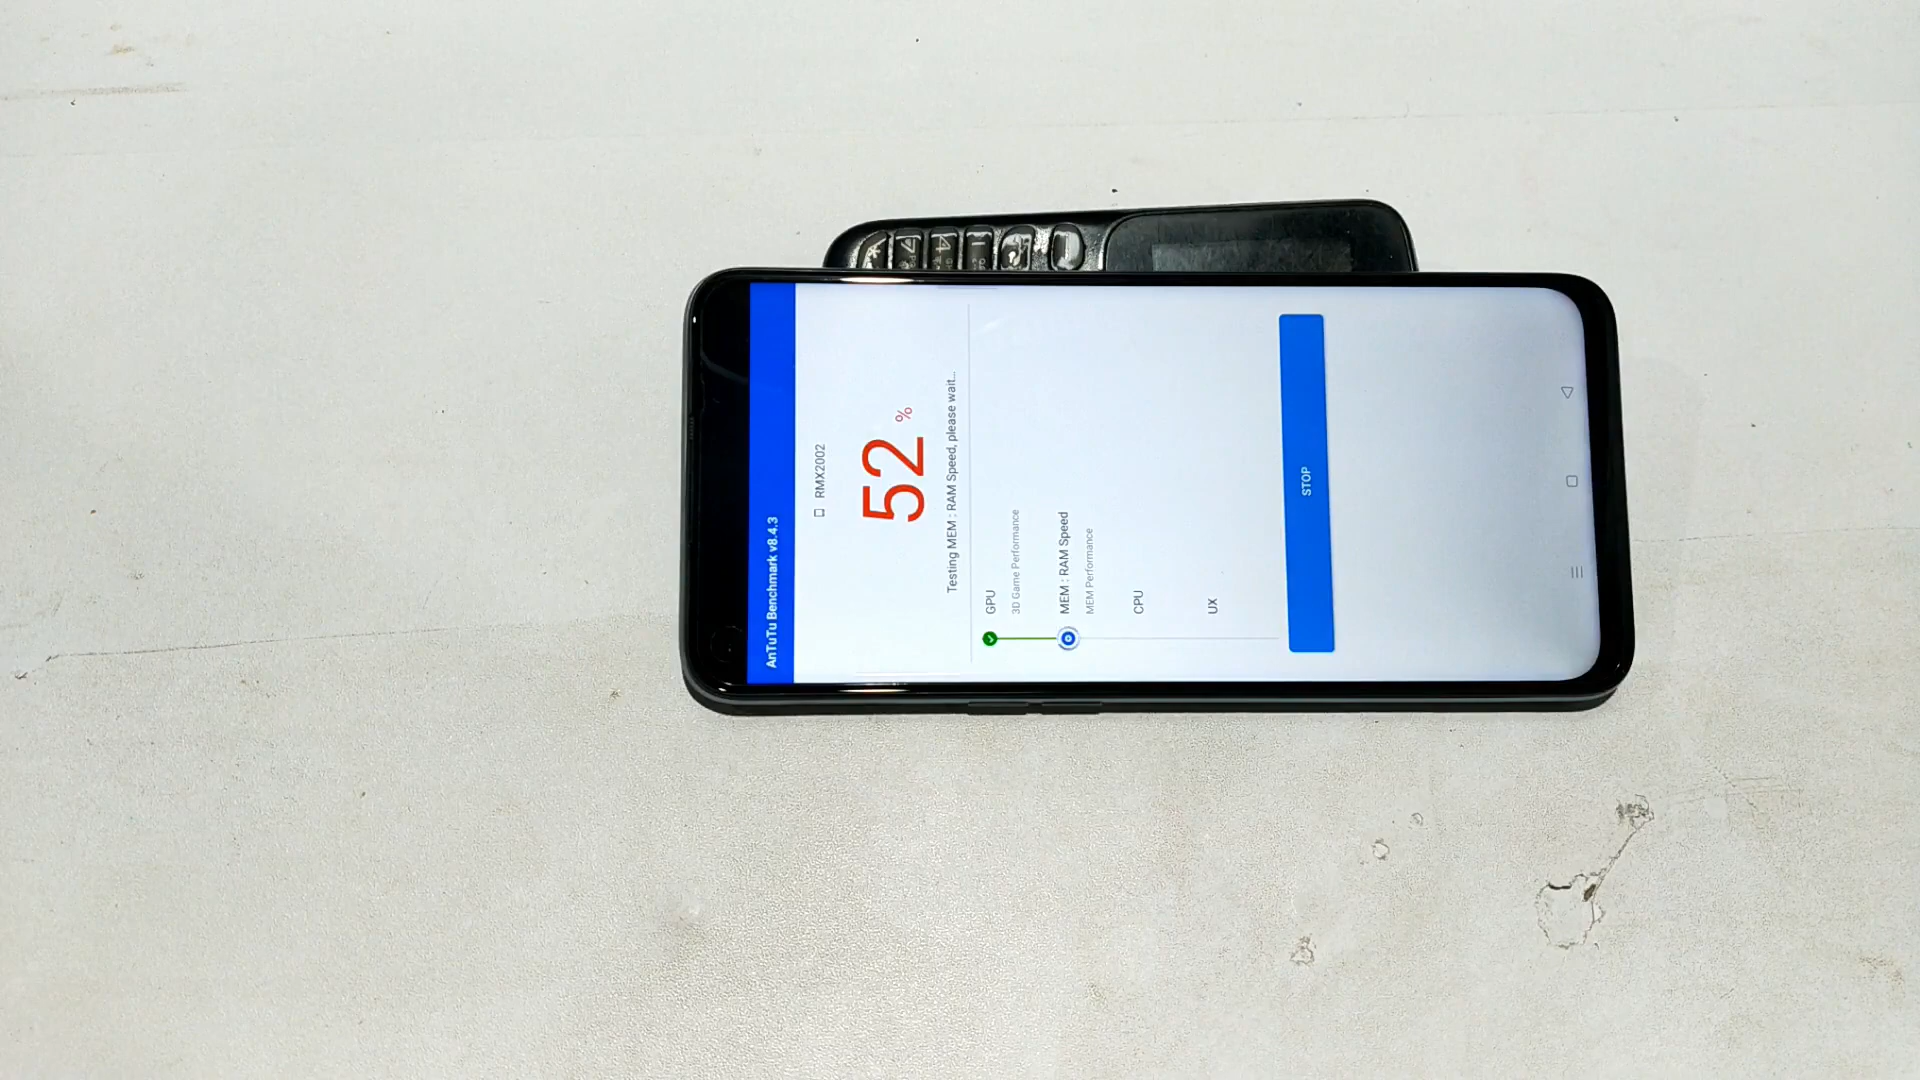 AnTuTu Benchmark v8.4.3
RMX2002
52 %
Testing MEM : RAM Speed, please wait...
GPU
3D Game Performance
MEM : RAM Speed
MEM Performance
CPU
UX
STOP